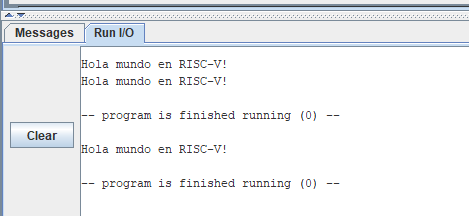 Messages Run I/O
Hola mundo en RISC-V!
Hola mundo en RISC-V!
-- program is finished running (0) --
Clear
Hola mundo en RISC-V!
-- program is finished running (0) --